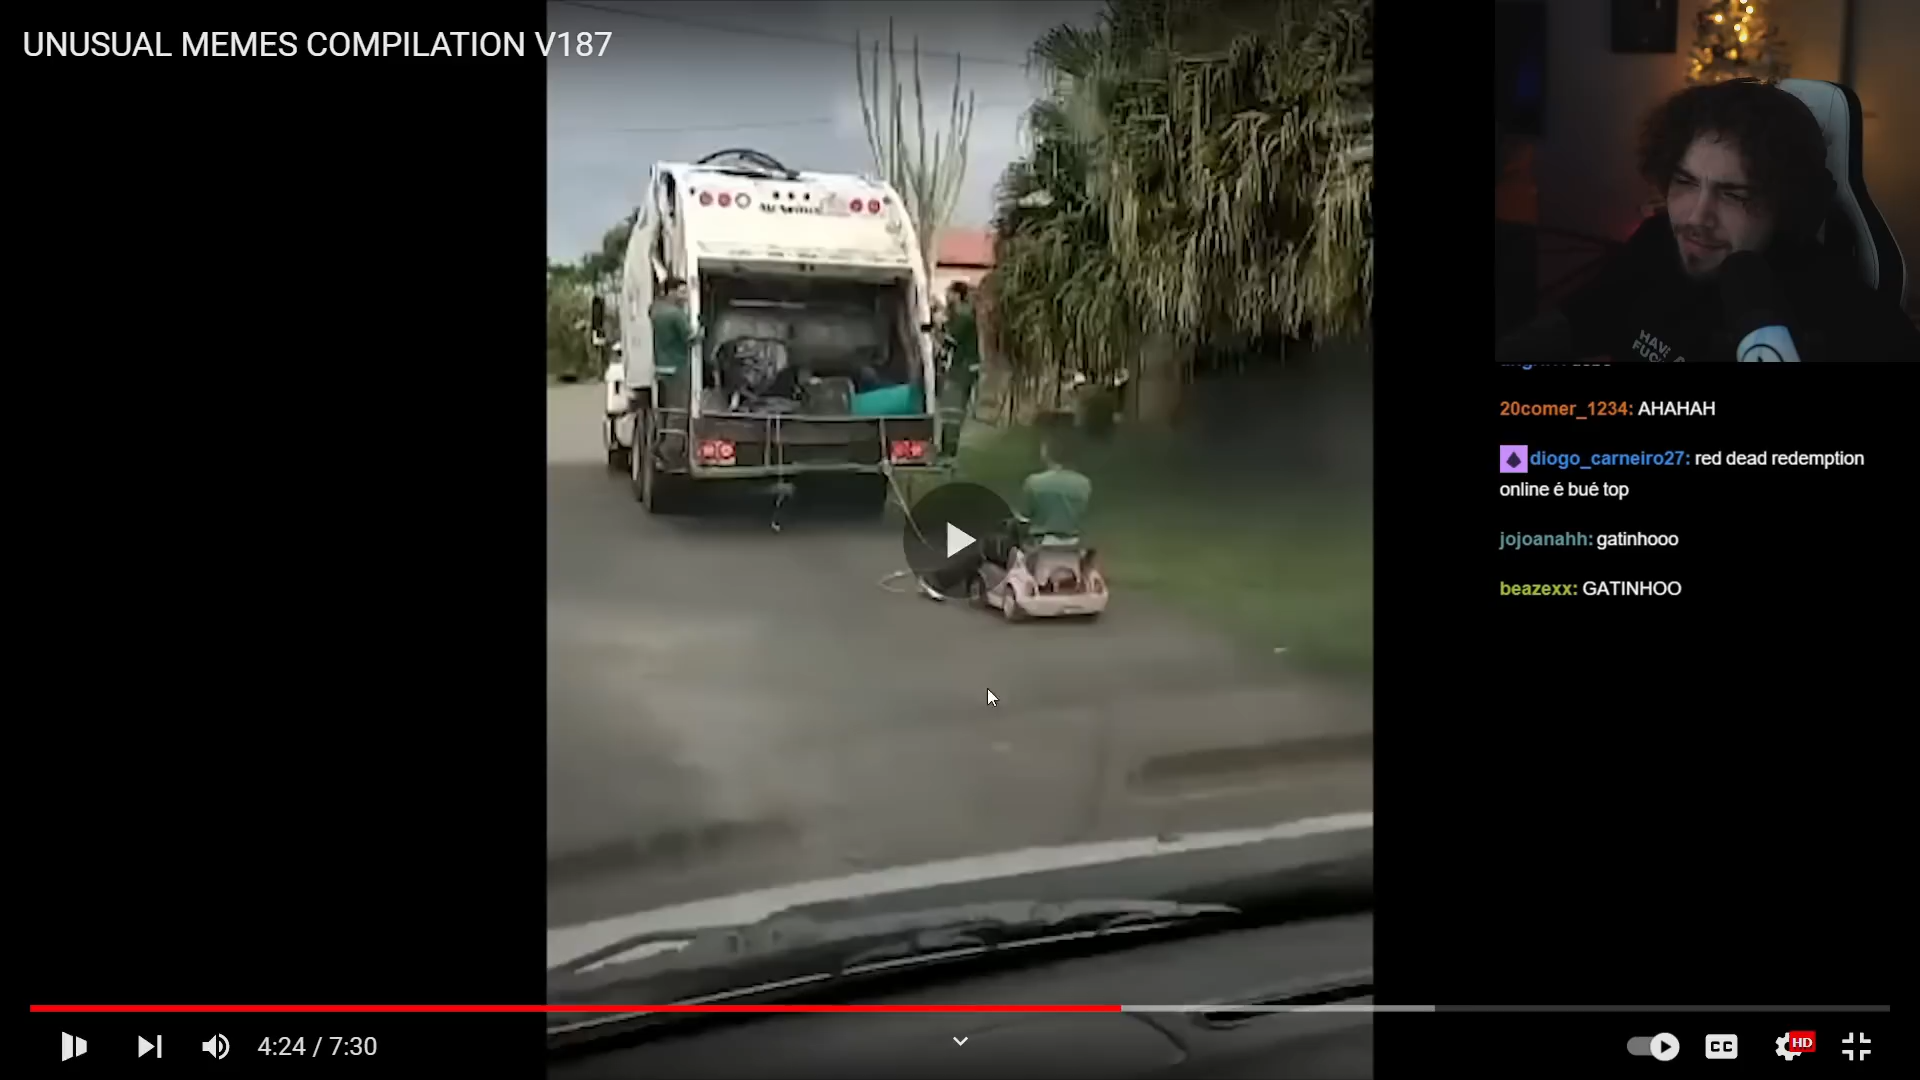 UNUSUAL MEMES COMPILATION V187
20comer_1234: AHAHAH
diogo_carneiro27: red dead redemption
online é bué top
jojoanahh: gatinhooo
beazexx: GATINHOO
4:24 / 7:30
CC
HD